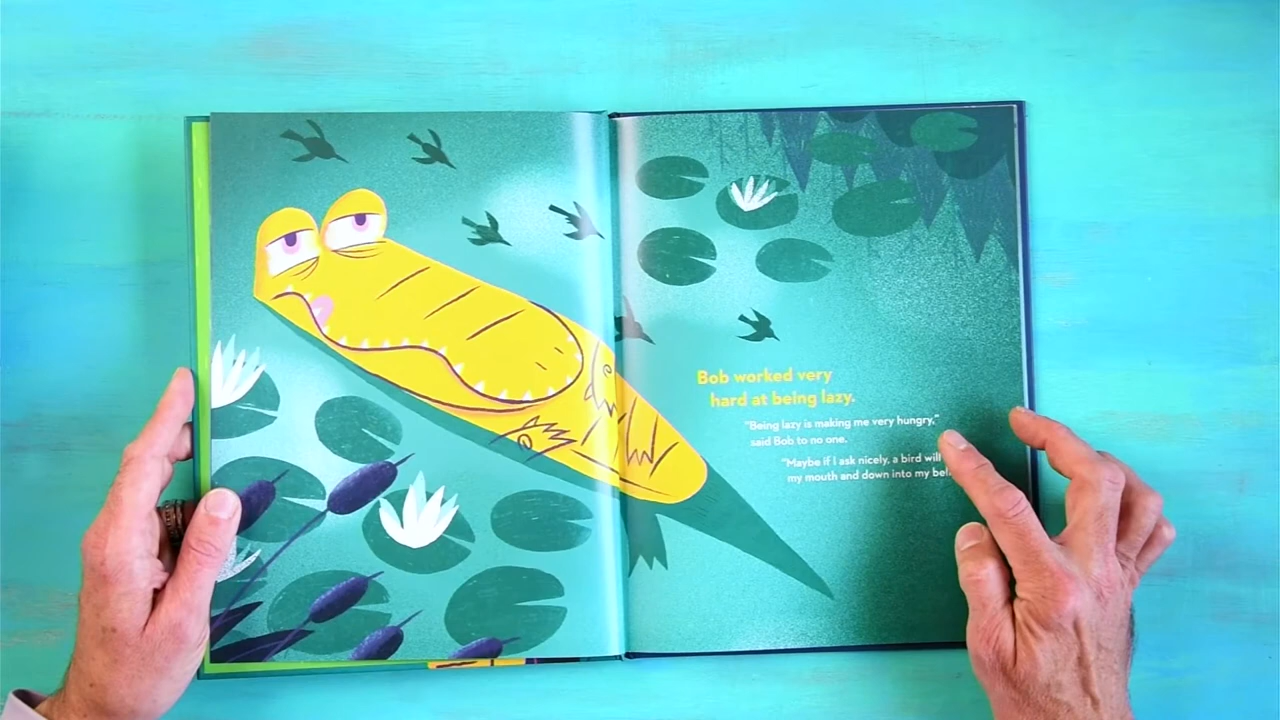 Bob worked very
hard at being lazy.
"Being lazy is making me very hungry,"
said Bob to no one.
"Maybe if I ask nicely, a bird will
my mouth and down into my